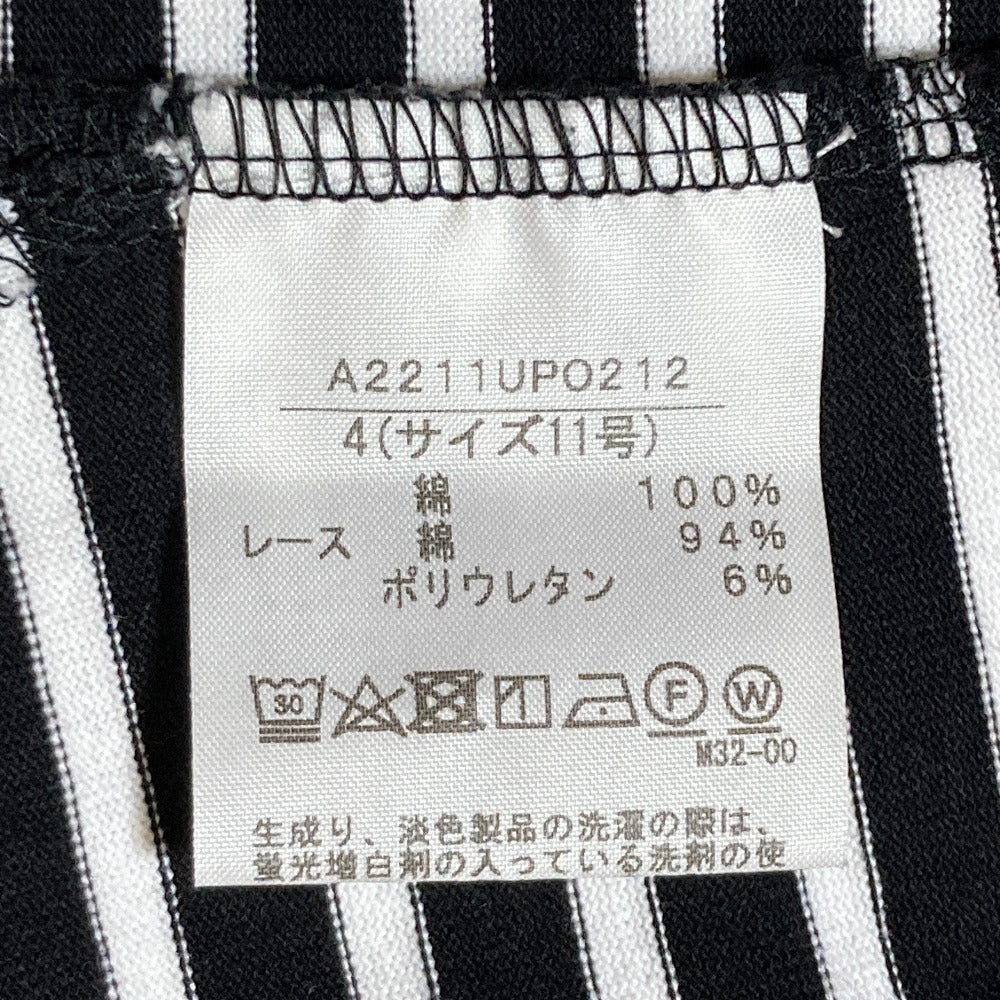 A2211UPO212
4(サイズ11号)
綿 100%
レース 綿 94%
ポリウレタン 6%
30 F W
M32-00
生成り、淡色製品の洗濯の際は、
蛍光増白剤の入っている洗剤の使